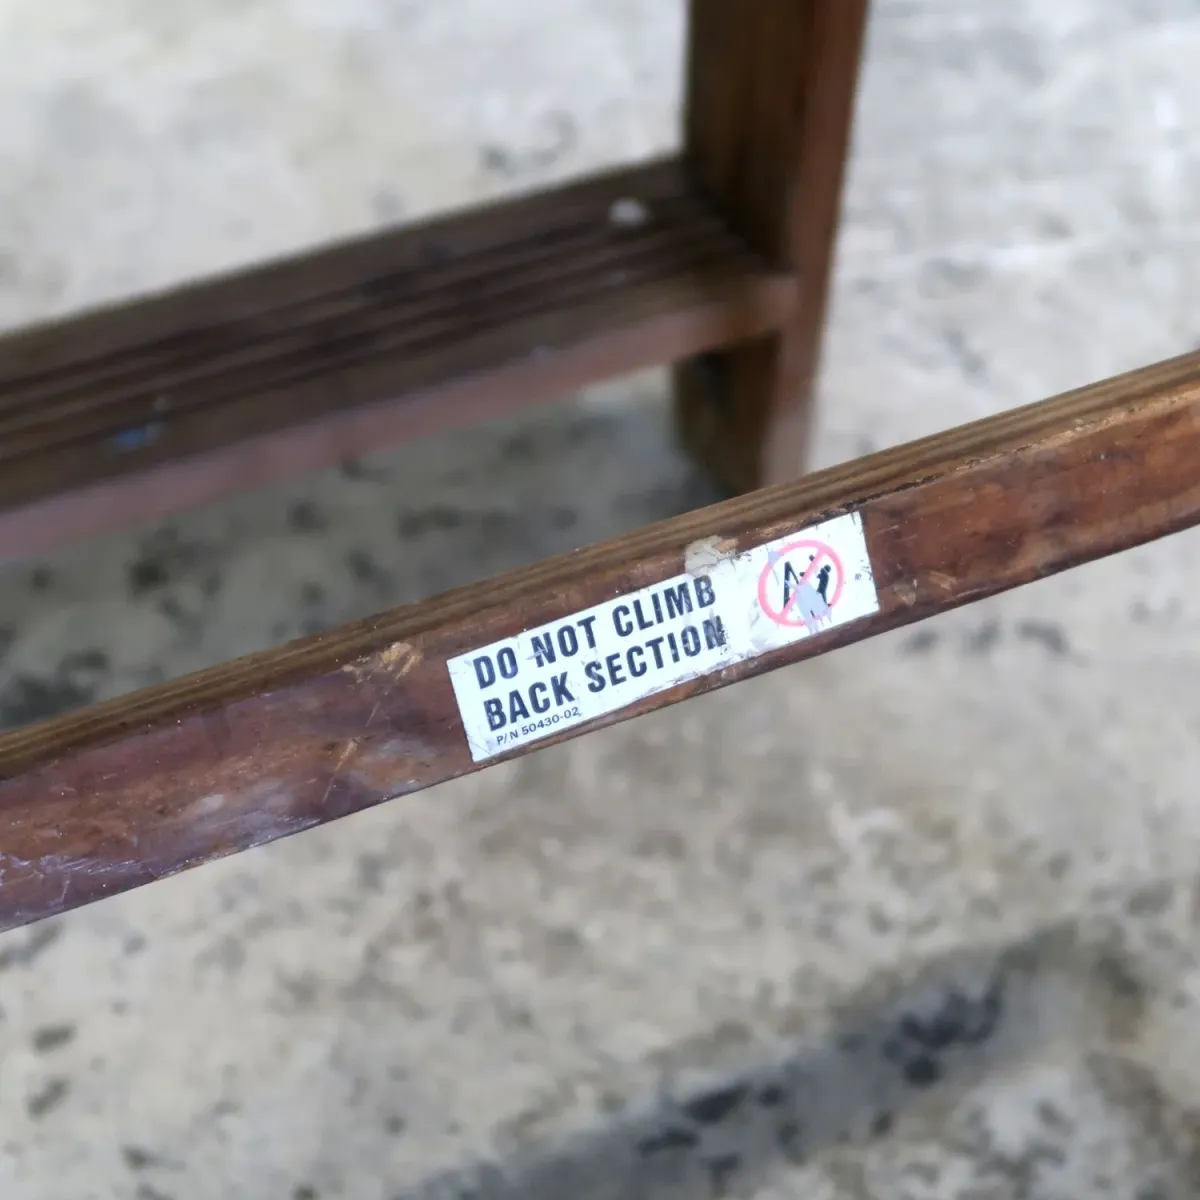 DO NOT CLIMB
BACK SECTION
P/N 50430-02